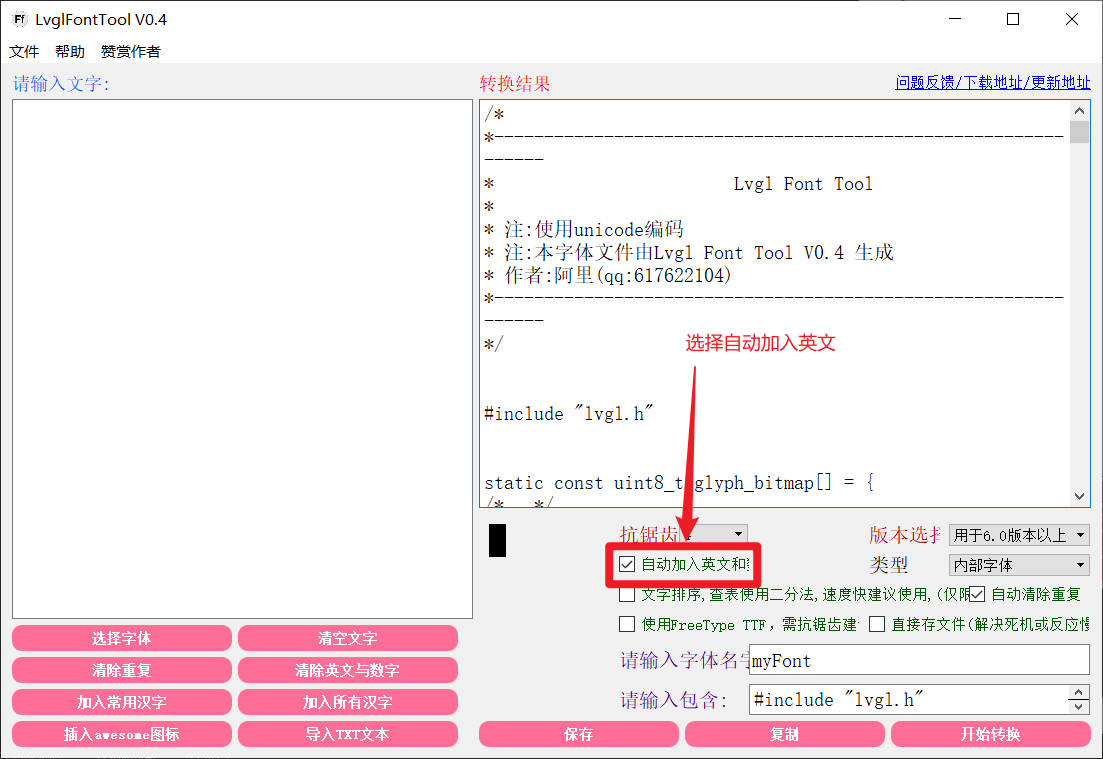 LvglFontTool V0.4
文件 帮助 赞赏作者
请输入文字:
转换结果
问题反馈/下载地址/更新地址
/*
*---------------------------------------------------------
------
* Lvgl Font Tool
*
* 注:使用unicode编码
* 注:本字体文件由Lvgl Font Tool V0.4 生成
* 作者:阿里(qq:617622104)
*---------------------------------------------------------
------
*/
选择自动加入英文
#include "lvgl.h"
static const uint8_t glyph_bitmap[] = {
/* */
抗锯齿
版本选择
用于6.0版本以上
自动加入英文和
类型
内部字体
文字排序,查表使用二分法,速度快建议使用,(仅限
自动清除重复
使用FreeType TTF，需抗锯齿建
直接存文件(解决死机或反应慢
请输入字体名字
myFont
请输入包含:
#include "lvgl.h"
选择字体
清空文字
清除重复
清除英文与数字
加入常用汉字
加入所有汉字
插入awesome图标
导入TXT文本
保存
复制
开始转换